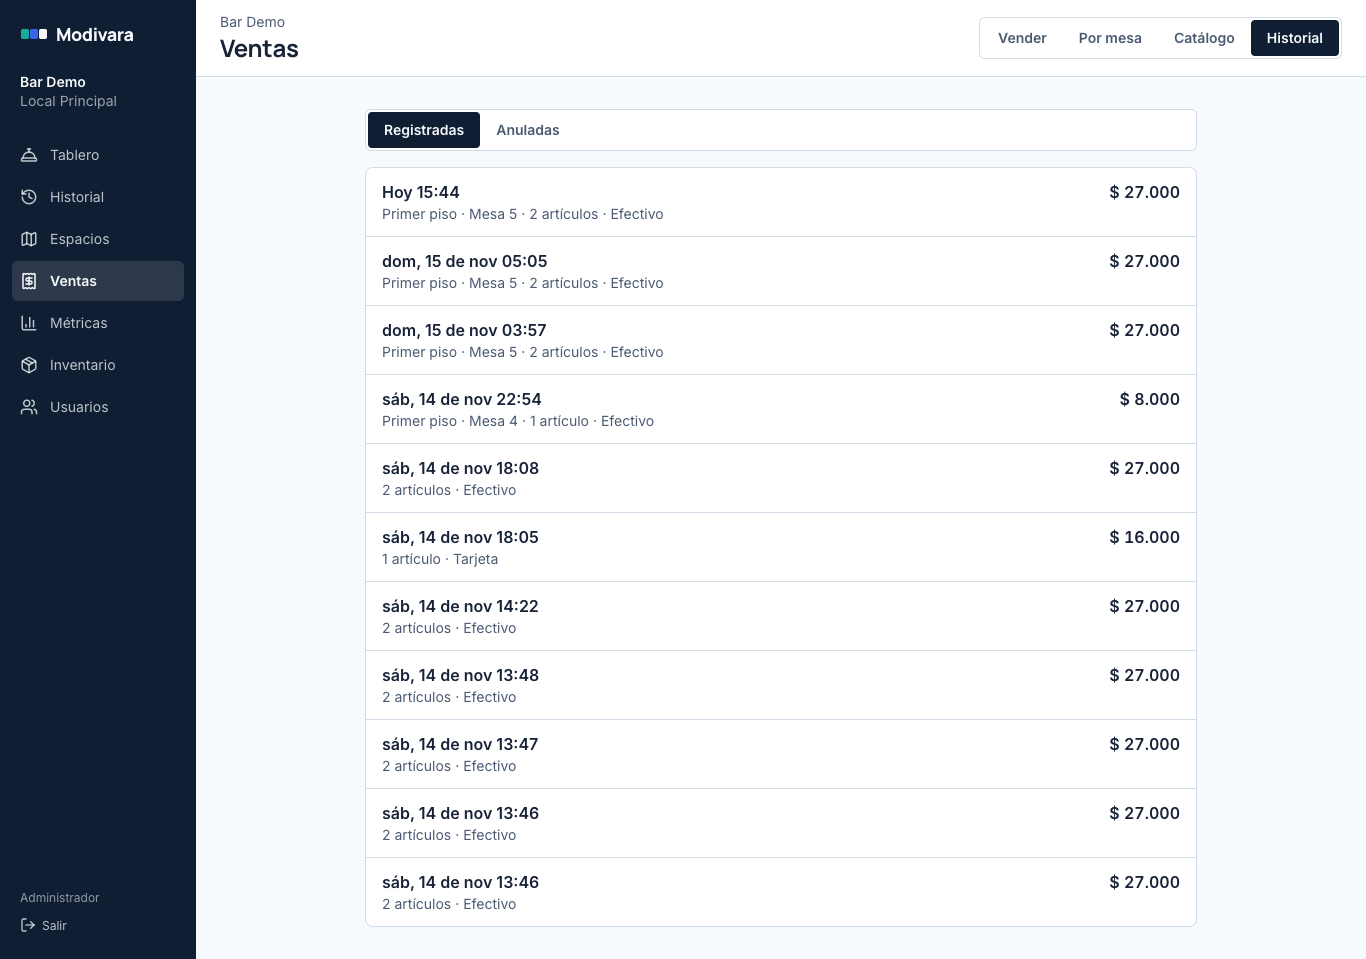 Modivara
Bar Demo
Local Principal
Tablero
Historial
Espacios
Ventas
Métricas
Inventario
Usuarios
Administrador
Salir
Bar Demo
Ventas
Vender Por mesa Catálogo Historial
Registradas Anuladas
Hoy 15:44 $ 27.000
Primer piso · Mesa 5 · 2 artículos · Efectivo
dom, 15 de nov 05:05 $ 27.000
Primer piso · Mesa 5 · 2 artículos · Efectivo
dom, 15 de nov 03:57 $ 27.000
Primer piso · Mesa 5 · 2 artículos · Efectivo
sáb, 14 de nov 22:54 $ 8.000
Primer piso · Mesa 4 · 1 artículo · Efectivo
sáb, 14 de nov 18:08 $ 27.000
2 artículos · Efectivo
sáb, 14 de nov 18:05 $ 16.000
1 artículo · Tarjeta
sáb, 14 de nov 14:22 $ 27.000
2 artículos · Efectivo
sáb, 14 de nov 13:48 $ 27.000
2 artículos · Efectivo
sáb, 14 de nov 13:47 $ 27.000
2 artículos · Efectivo
sáb, 14 de nov 13:46 $ 27.000
2 artículos · Efectivo
sáb, 14 de nov 13:46 $ 27.000
2 artículos · Efectivo